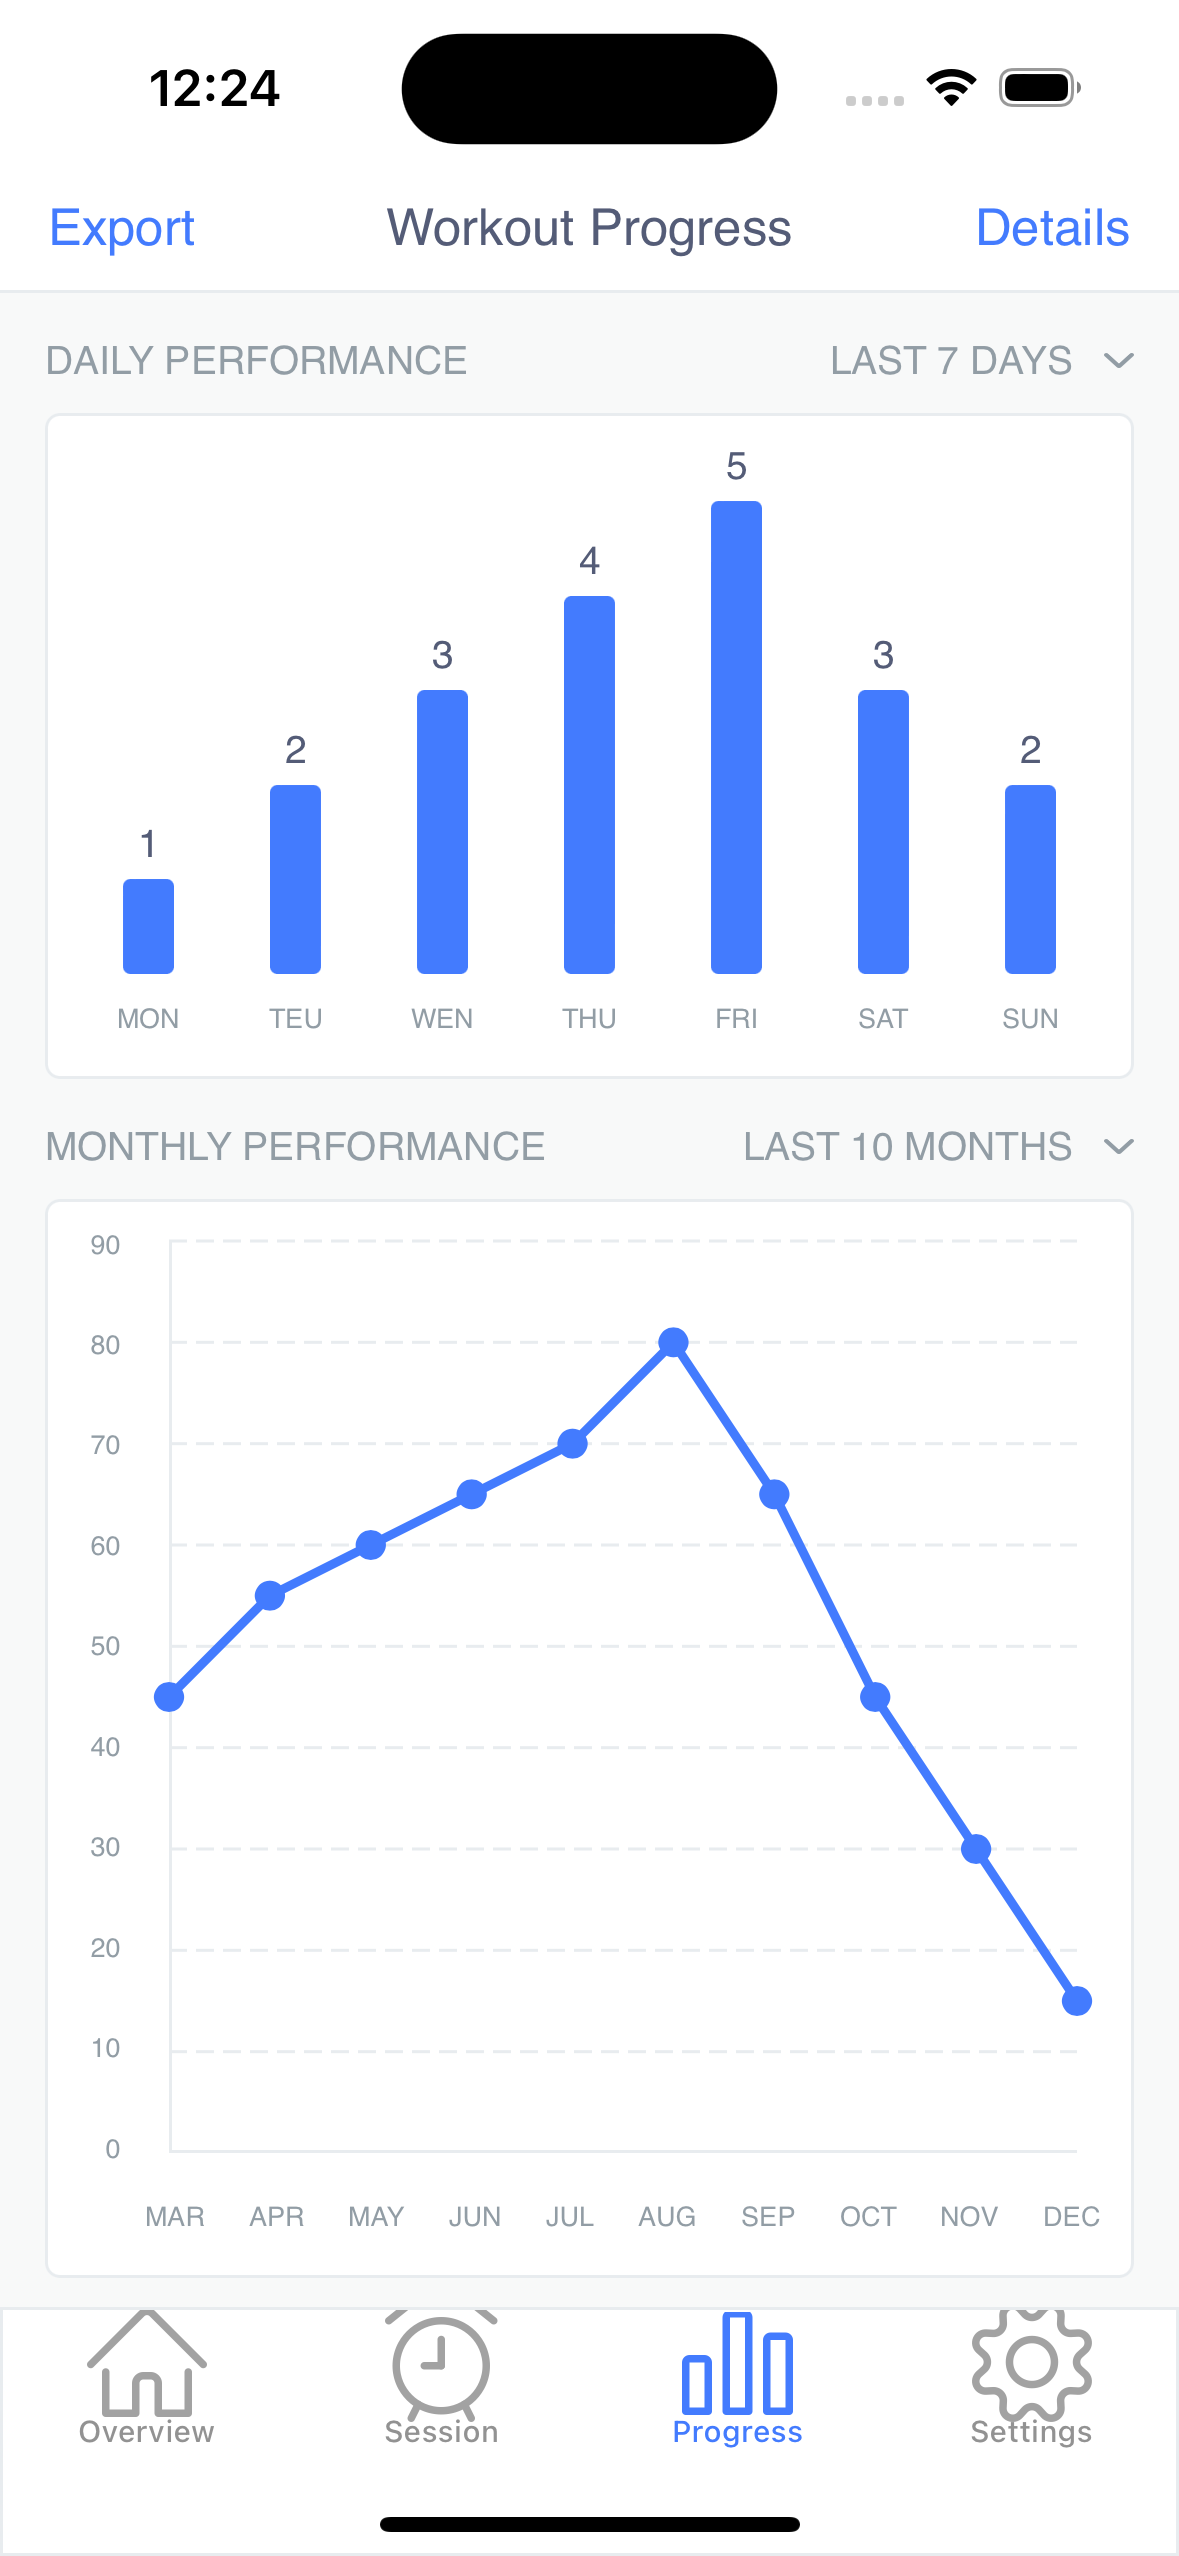 12:24
Export Workout Progress Details
DAILY PERFORMANCE LAST 7 DAYS
5
4
3 3
2 2
1
MON TEU WEN THU FRI SAT SUN
MONTHLY PERFORMANCE LAST 10 MONTHS
90
80
70
60
50
40
30
20
10
0
MAR APR MAY JUN JUL AUG SEP OCT NOV DEC
Overview Session Progress Settings